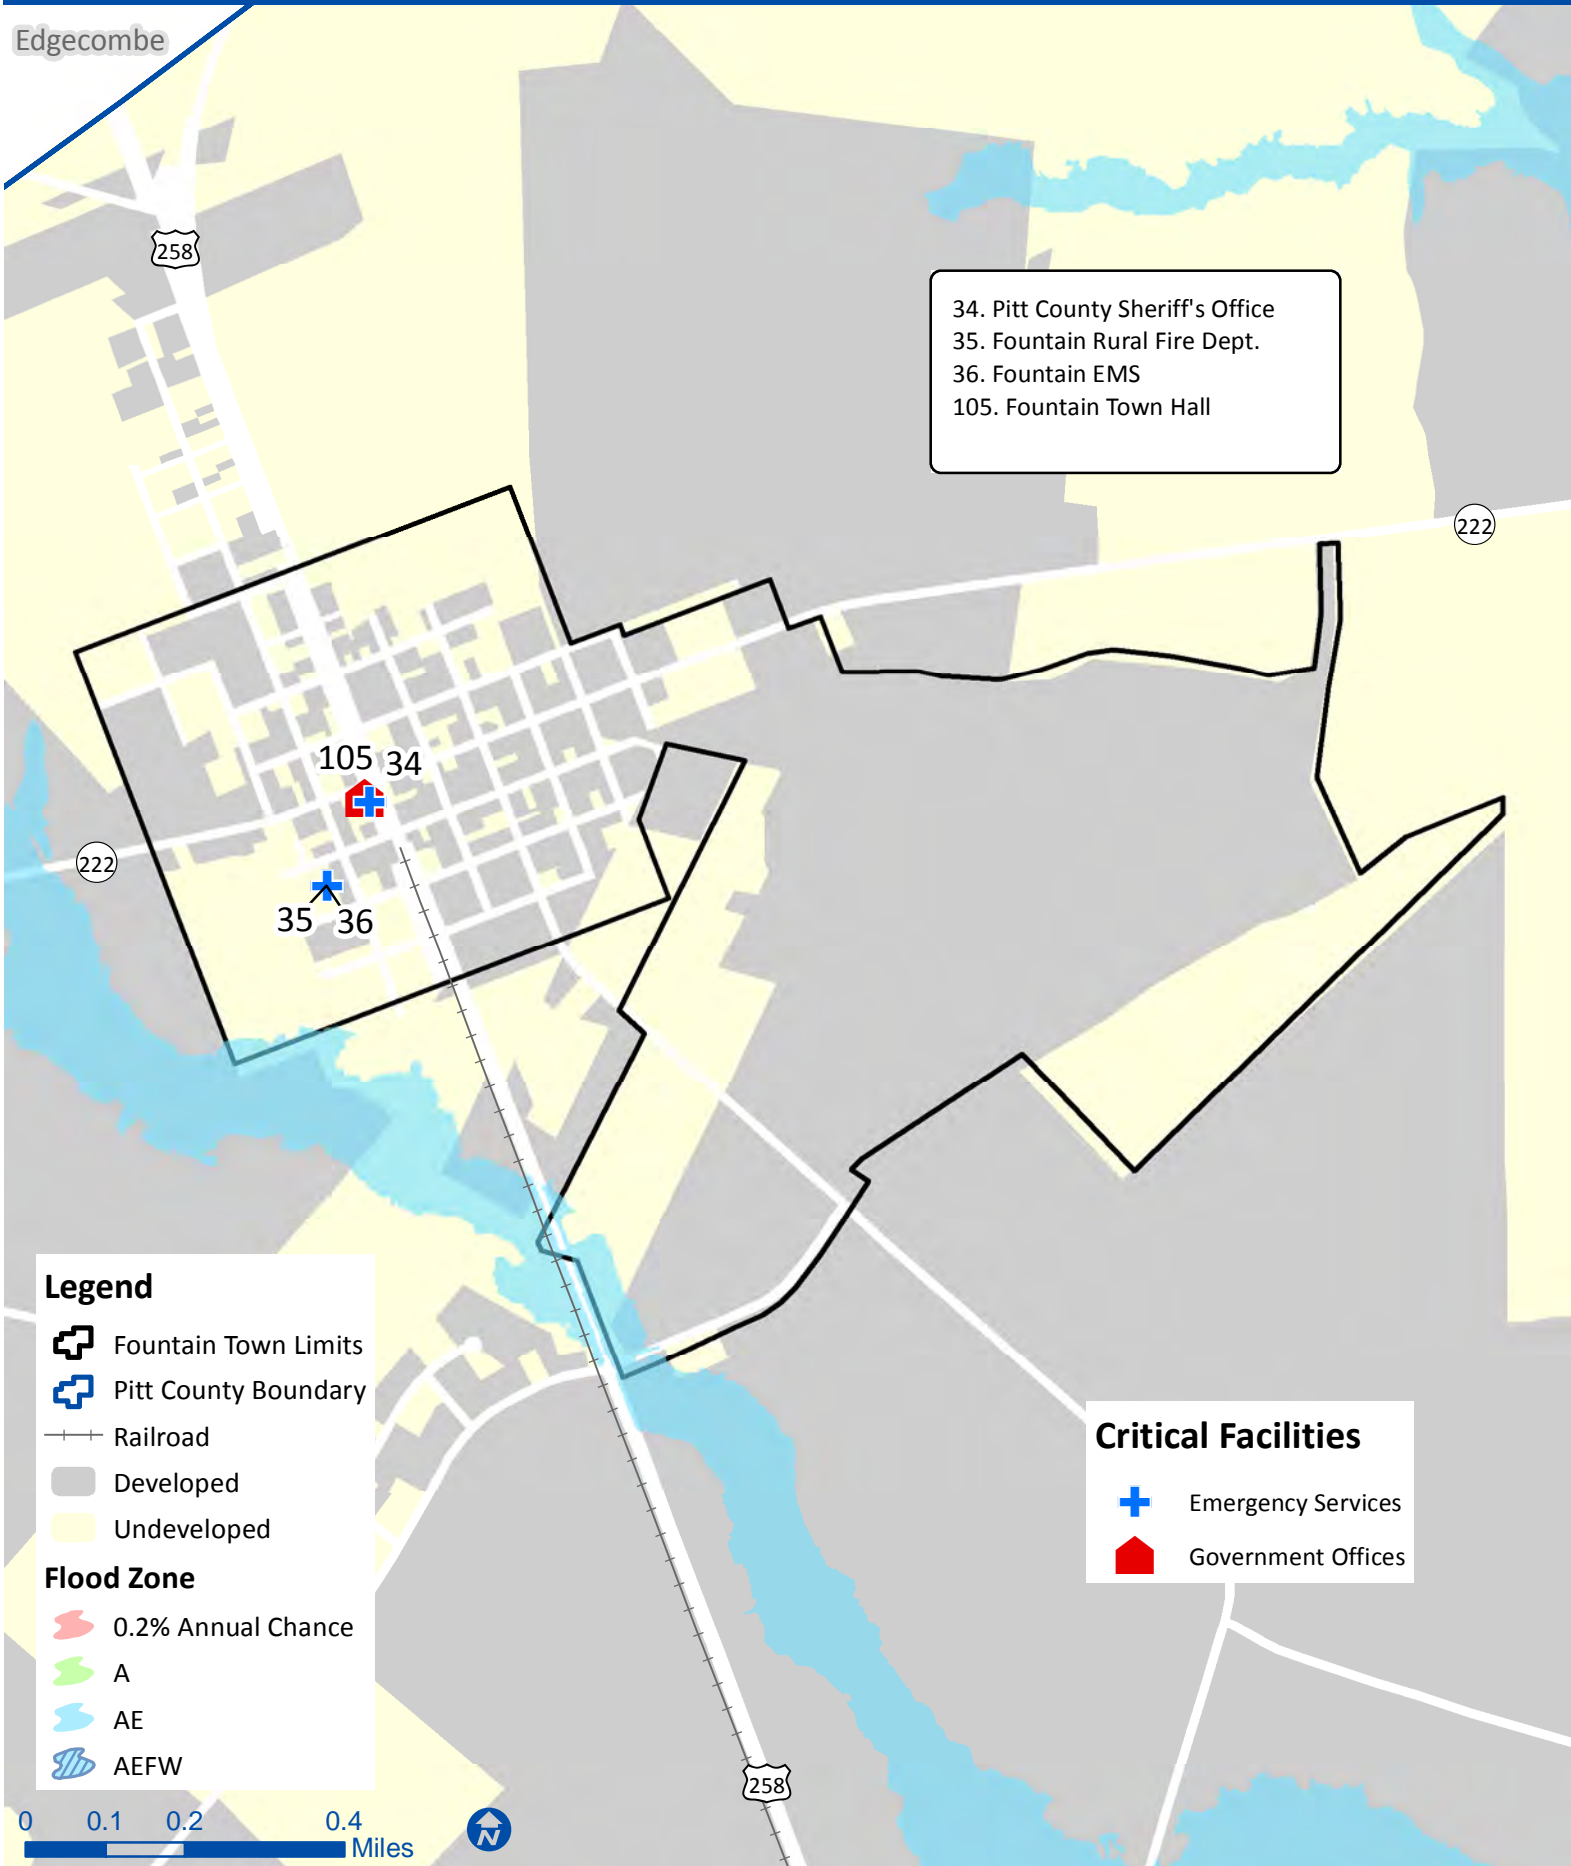 Edgecombe
258
34. Pitt County Sheriff's Office
35. Fountain Rural Fire Dept.
36. Fountain EMS
105. Fountain Town Hall
222
105 34
222
35 36
Legend
Fountain Town Limits
Pitt County Boundary
Railroad
Developed
Undeveloped
Flood Zone
0.2% Annual Chance
A
AE
AEFW
Critical Facilities
Emergency Services
Government Offices
258
0 0.1 0.2 0.4
Miles
N